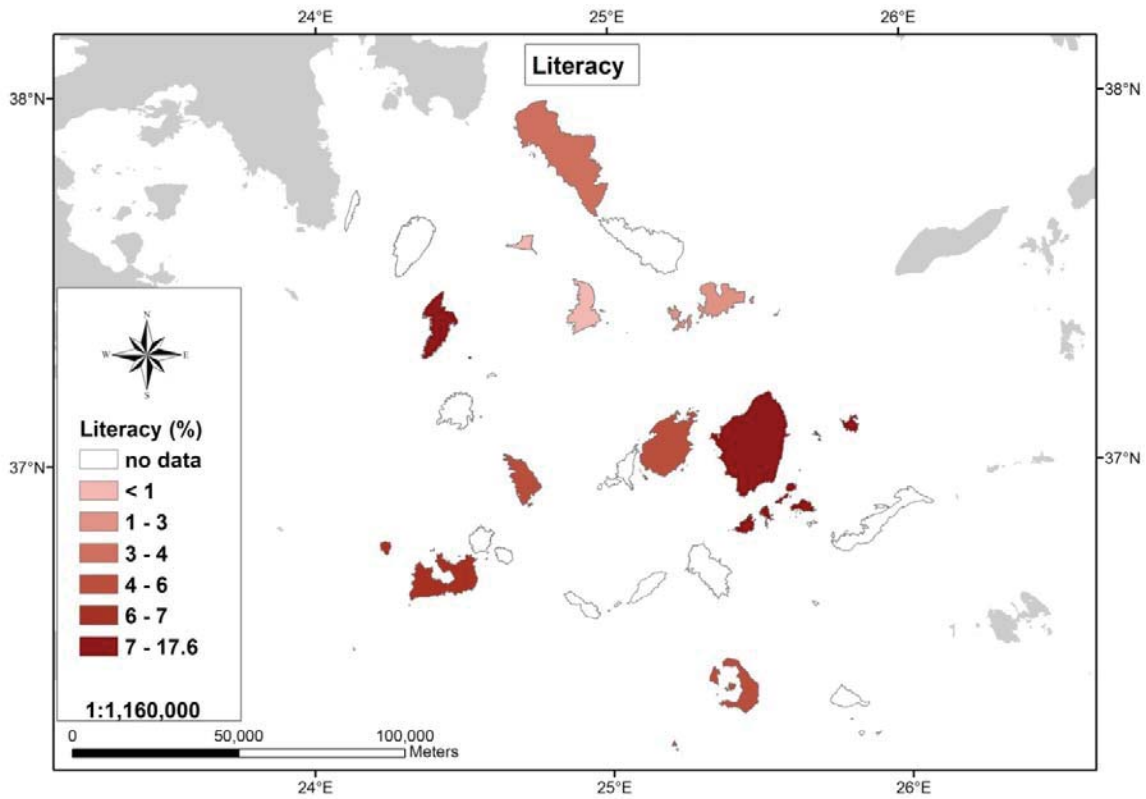 24°E 25°E 26°E
Literacy
38°N 38°N
N
W E
S
Literacy (%)
no data
37°N 37°N
< 1
1 - 3
3 - 4
4 - 6
6 - 7
7 - 17.6
1:1,160,000
0 50,000 100,000
Meters
24°E 25°E 26°E